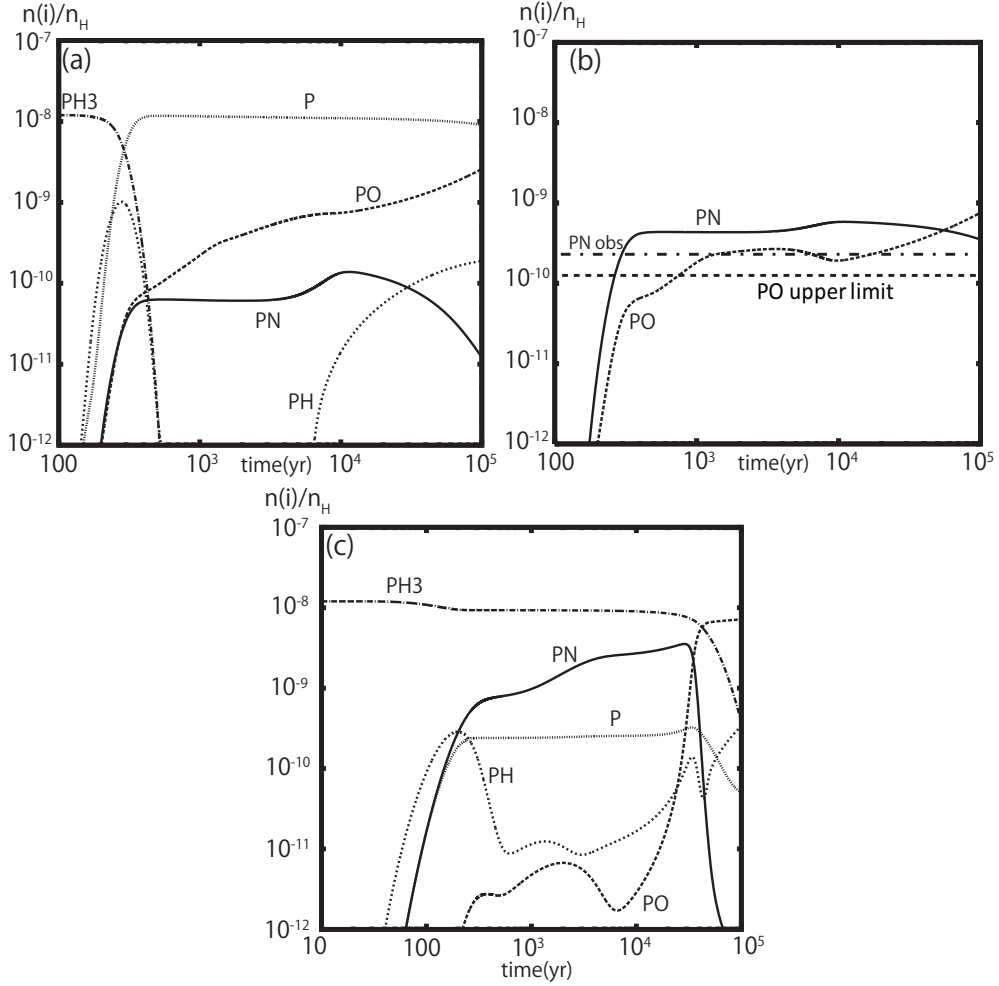 n(i)/n_H
10^-7
(a)
PH3
P
10^-8
10^-9
PO
10^-10
PN
10^-11
PH
10^-12
100
10^3
time(yr)
10^4
10^5
n(i)/n_H
10^-7
(b)
10^-8
10^-9
PN
PN obs
10^-10
PO upper limit
PO
10^-11
10^-12
100
10^3
time(yr)
10^4
10^5
n(i)/n_H
10^-7
(c)
PH3
10^-8
PN
10^-9
P
10^-10
PH
10^-11
PO
10^-12
10
100
10^3
10^4
10^5
time(yr)